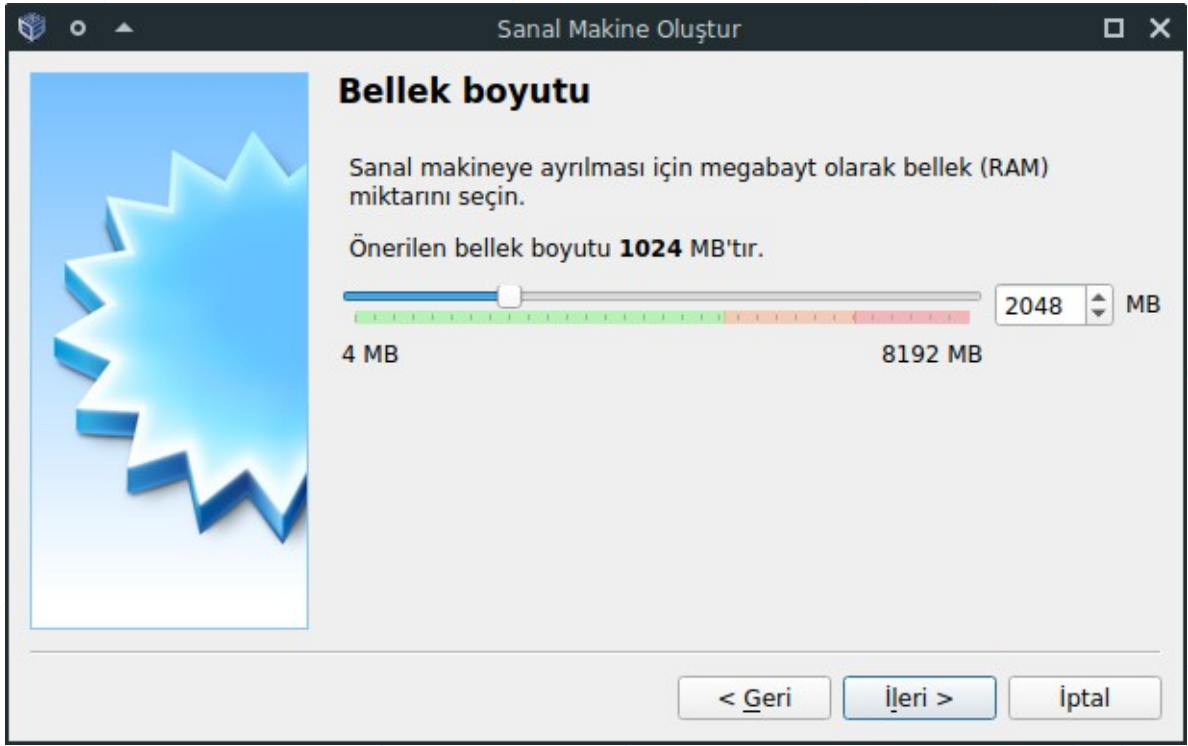 Sanal Makine Oluştur
Bellek boyutu
Sanal makineye ayrılması için megabayt olarak bellek (RAM)
miktarını seçin.
Önerilen bellek boyutu 1024 MB'tır.
2048 MB
4 MB 8192 MB
< Geri İleri > İptal